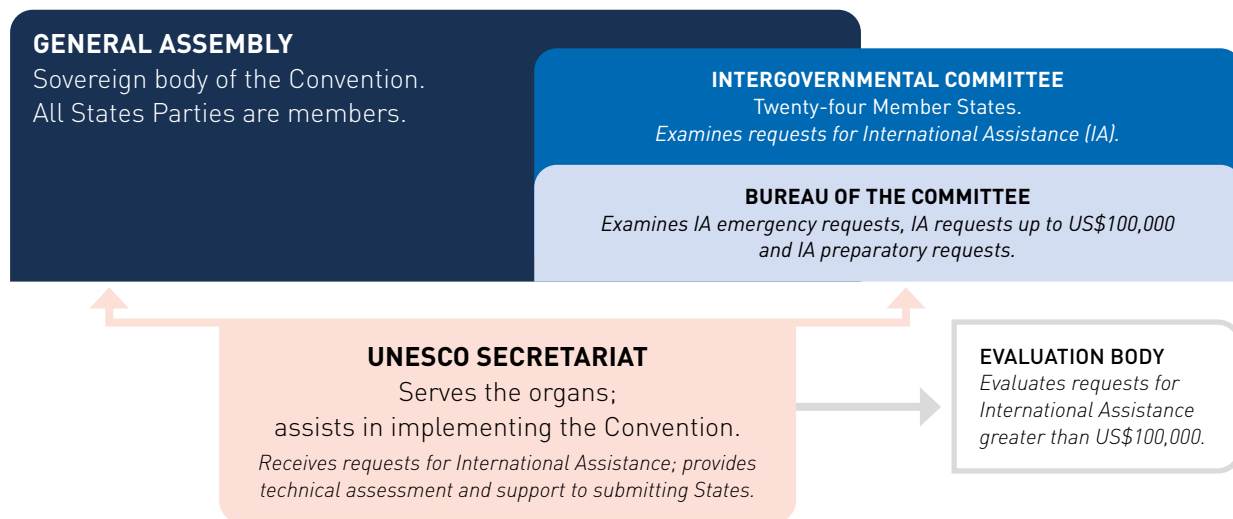 GENERAL ASSEMBLY
Sovereign body of the Convention.
All States Parties are members.
INTERGOVERNMENTAL COMMITTEE
Twenty-four Member States.
Examines requests for International Assistance (IA).
BUREAU OF THE COMMITTEE
Examines IA emergency requests, IA requests up to US$100,000
and IA preparatory requests.
UNESCO SECRETARIAT
Serves the organs;
assists in implementing the Convention.
Receives requests for International Assistance; provides
technical assessment and support to submitting States.
EVALUATION BODY
Evaluates requests for
International Assistance
greater than US$100,000.